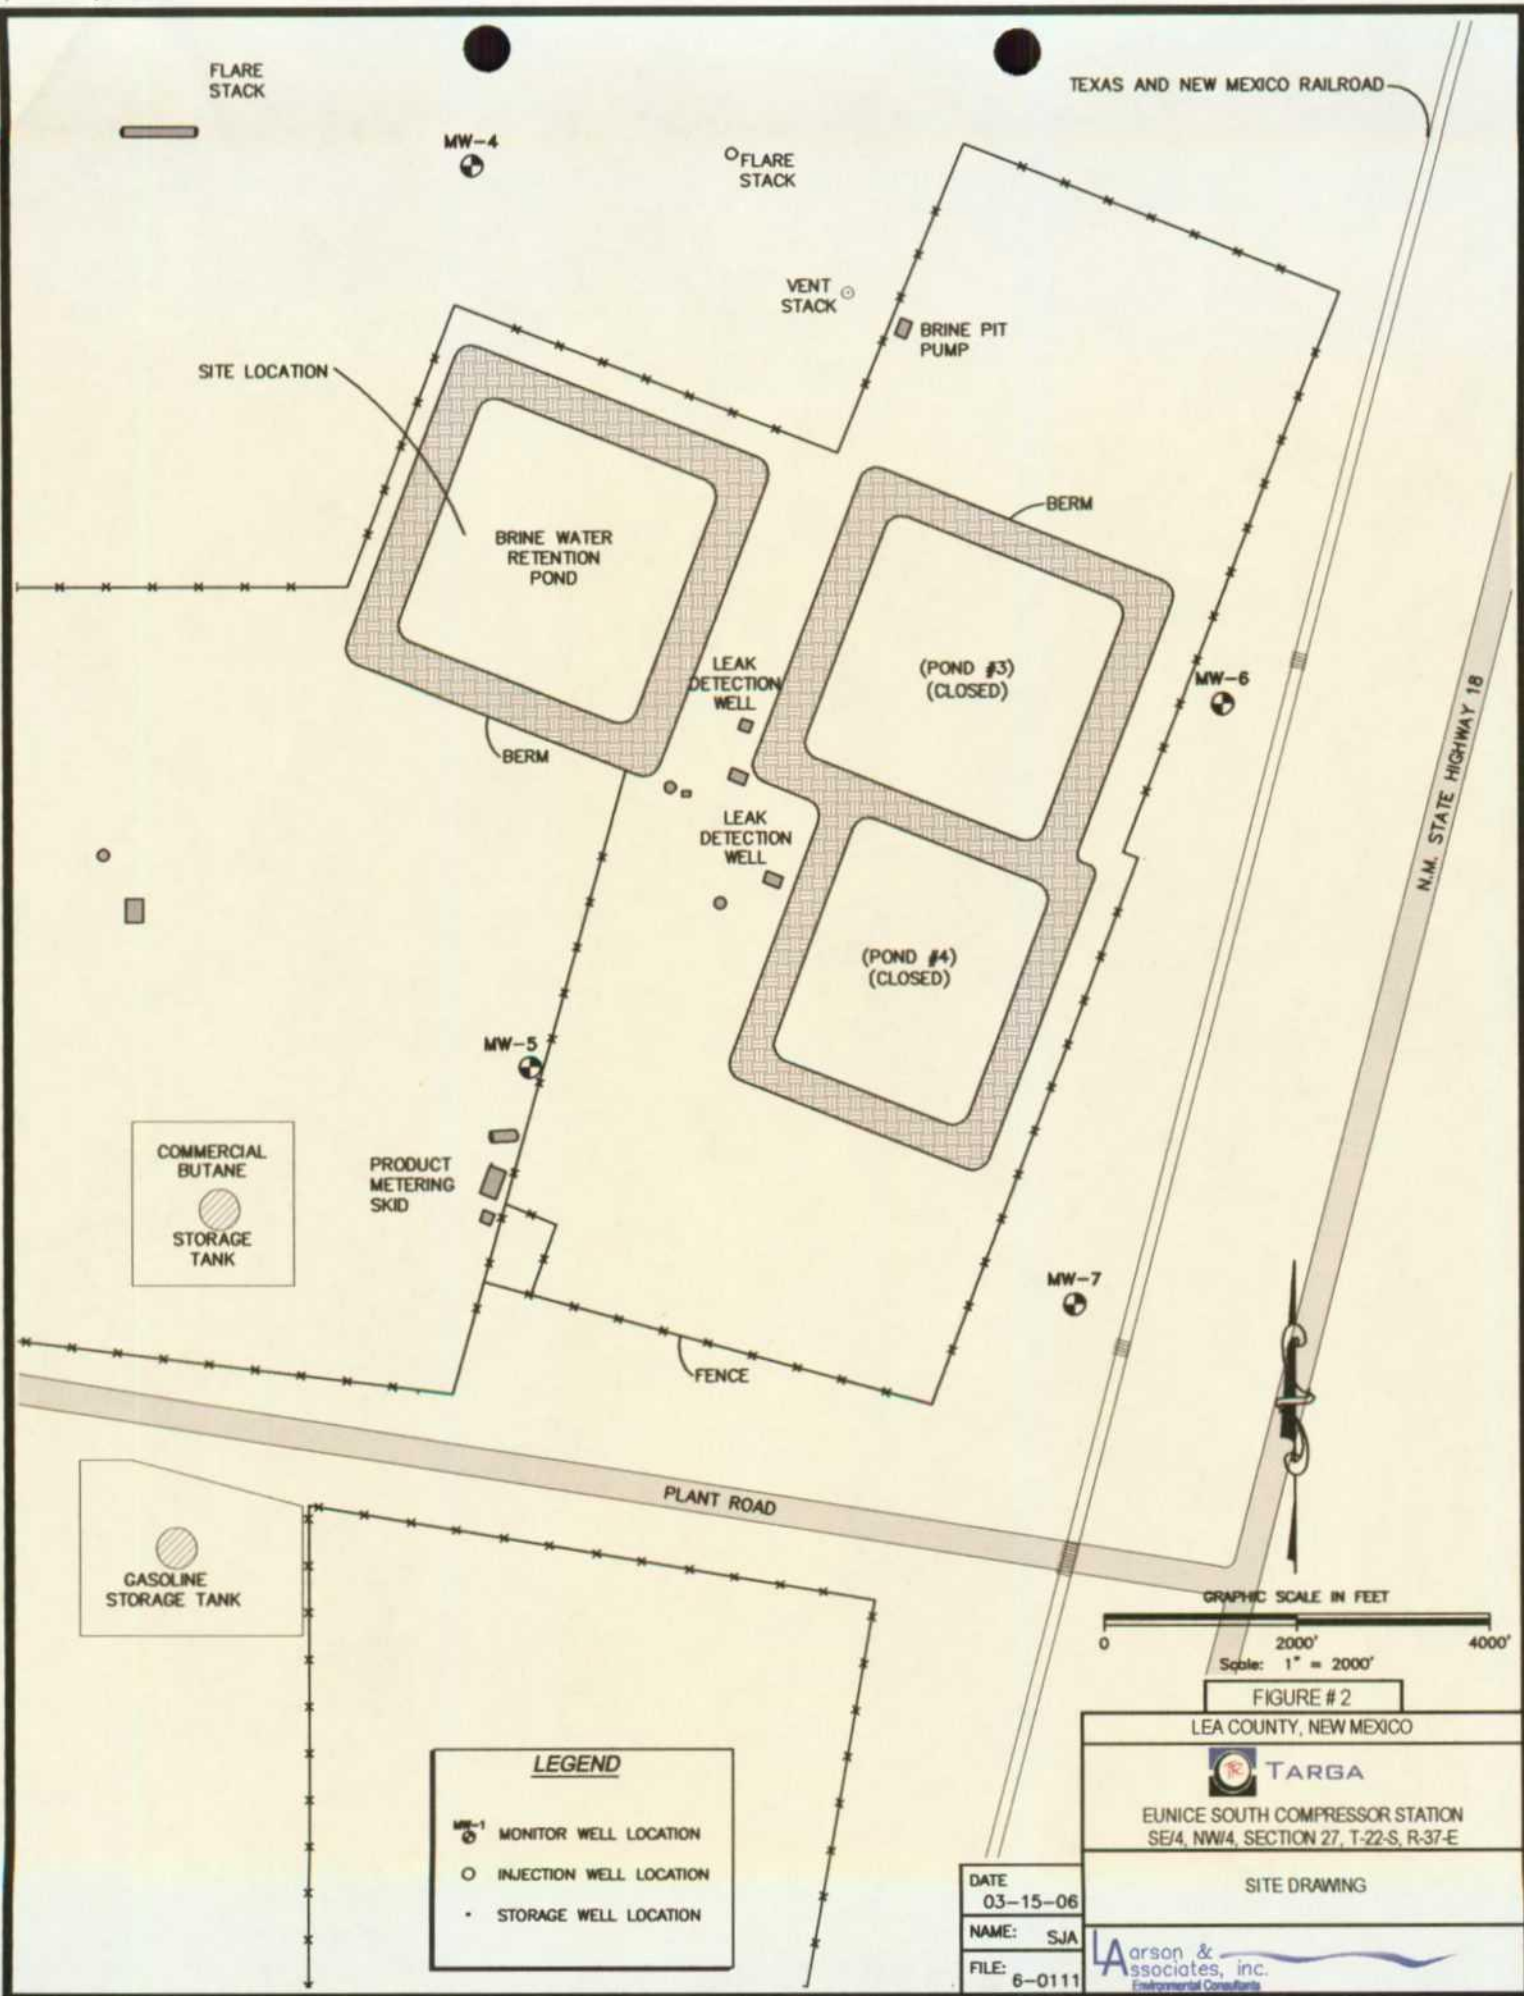 FLARE
STACK
MW-4
FLARE
STACK
TEXAS AND NEW MEXICO RAILROAD
VENT
STACK
BRINE PIT
PUMP
SITE LOCATION
BRINE WATER
RETENTION
POND
BERM
LEAK
DETECTION
WELL
(POND #3)
(CLOSED)
MW-6
BERM
LEAK
DETECTION
WELL
N.M. STATE HIGHWAY 18
(POND #4)
(CLOSED)
MW-5
COMMERCIAL
BUTANE
STORAGE
TANK
PRODUCT
METERING
SKID
MW-7
FENCE
PLANT ROAD
GASOLINE
STORAGE TANK
GRAPHIC SCALE IN FEET
0 2000' 4000'
Scale: 1" = 2000'
FIGURE # 2
LEA COUNTY, NEW MEXICO
TARGA
EUNICE SOUTH COMPRESSOR STATION
SE/4, NW/4, SECTION 27, T-22-S, R-37-E
SITE DRAWING
LEGEND
MW-1
MONITOR WELL LOCATION
INJECTION WELL LOCATION
STORAGE WELL LOCATION
DATE
03-15-06
NAME: SJA
FILE: 6-0111
Larson &
Associates, inc.
Environmental Consultants